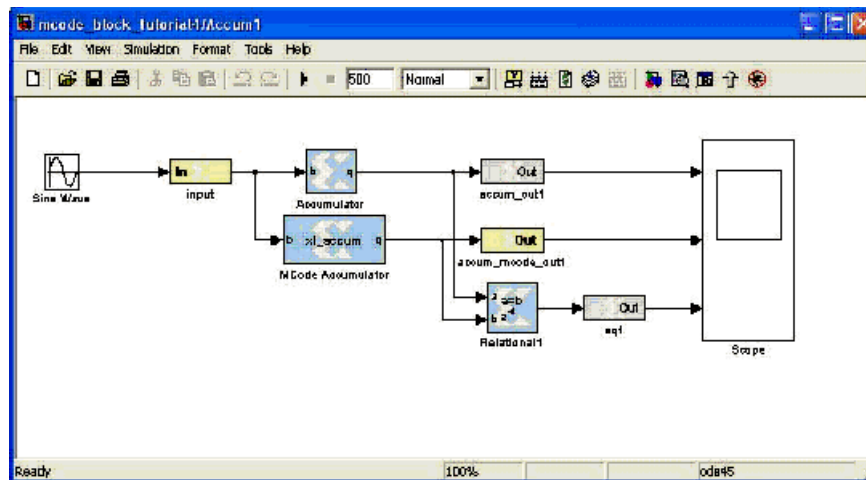 mcode_block_tutorial1/Accum1
File Edit View Simulation Format Tools Help
500 Normal
In
b q
Out
Sine Wave
input
Accumulator
accum_out1
b xl_accum q
Out
MCode Accumulator
accum_mcode_out1
a a=b
b
Out
Relational1
eq1
Scope
Ready 100% ode45